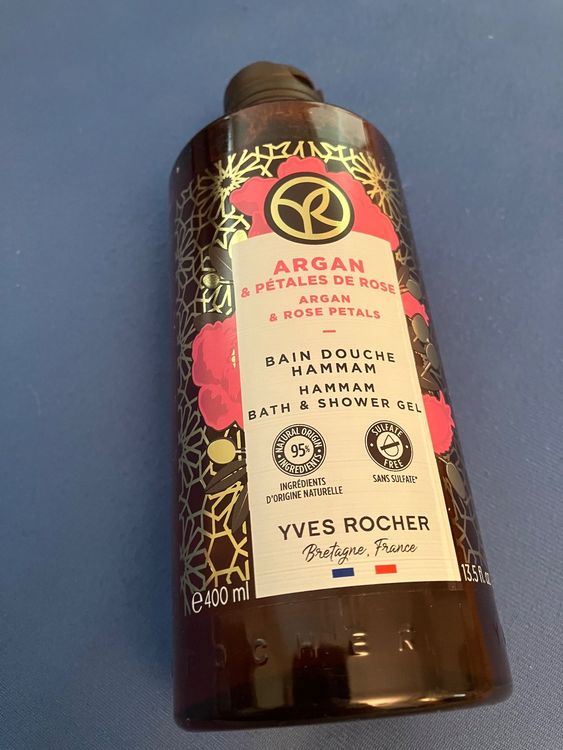 ARGAN
& PÉTALES DE ROSE
ARGAN
& ROSE PETALS
BAIN DOUCHE
HAMMAM
HAMMAM
BATH & SHOWER GEL
NATURAL ORIGIN
95%
INGREDIENTS
INGRÉDIENTS
D'ORIGINE NATURELLE
SULFATE
FREE
SANS SULFATE*
YVES ROCHER
Bretagne, France
e 400 ml
13.5 fl. oz